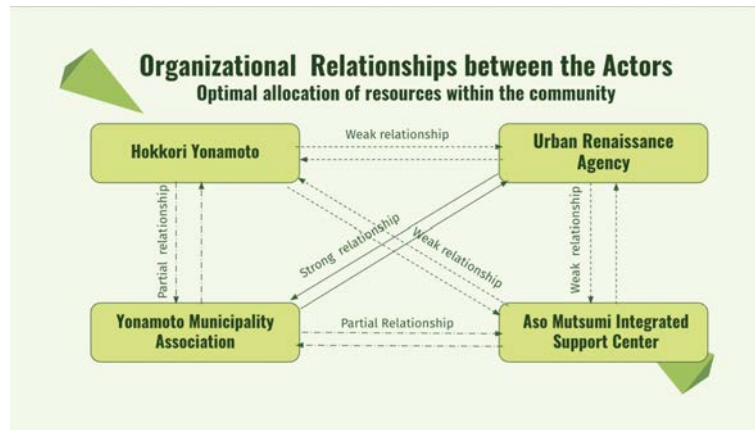 Organizational Relationships between the Actors
Optimal allocation of resources within the community
Weak relationship
Hokkori Yonamoto
Urban Renaissance
Agency
Partial relationship
Strong relationship
Weak relationship
Weak relationship
Yonamoto Municipality
Association
Partial Relationship
Aso Mutsumi Integrated
Support Center